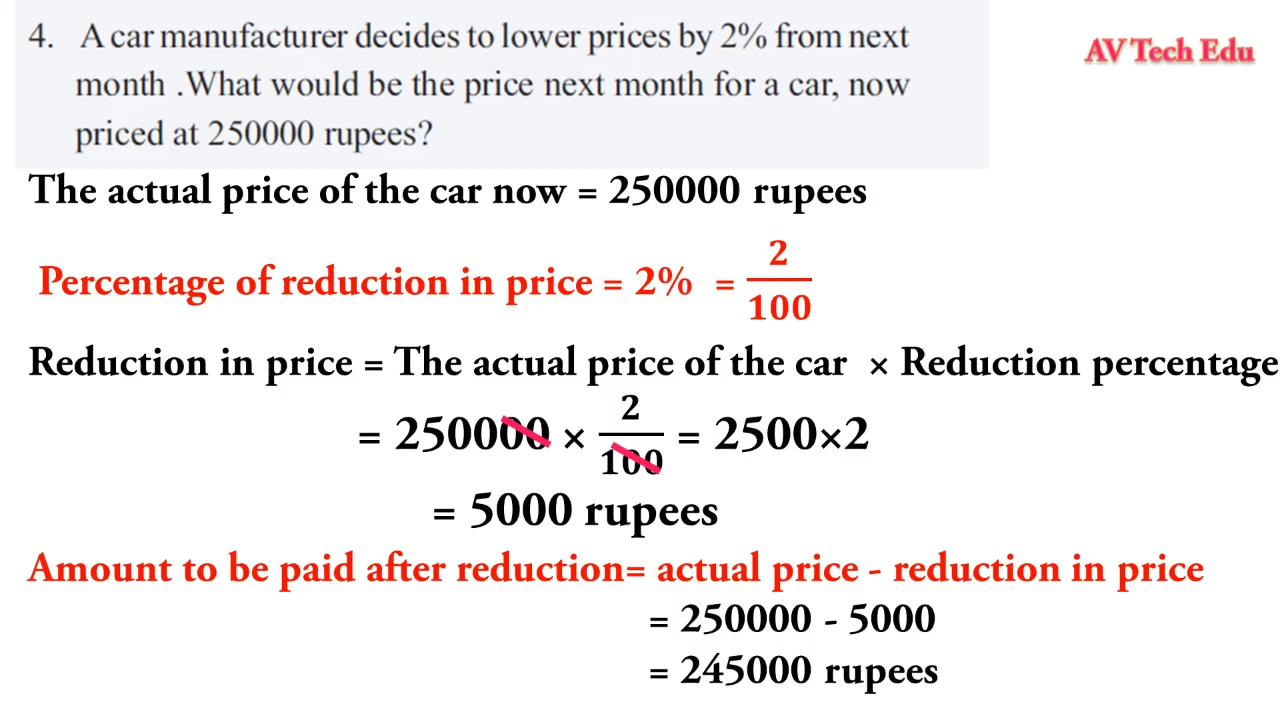 4. A car manufacturer decides to lower prices by 2% from next
AV Tech Edu
month .What would be the price next month for a car, now
priced at 250000 rupees?
The actual price of the car now = 250000 rupees
Percentage of reduction in price = 2% = 2/100
Reduction in price = The actual price of the car × Reduction percentage
= 250000 × 2/100 = 2500×2
= 5000 rupees
Amount to be paid after reduction= actual price - reduction in price
= 250000 - 5000
= 245000 rupees